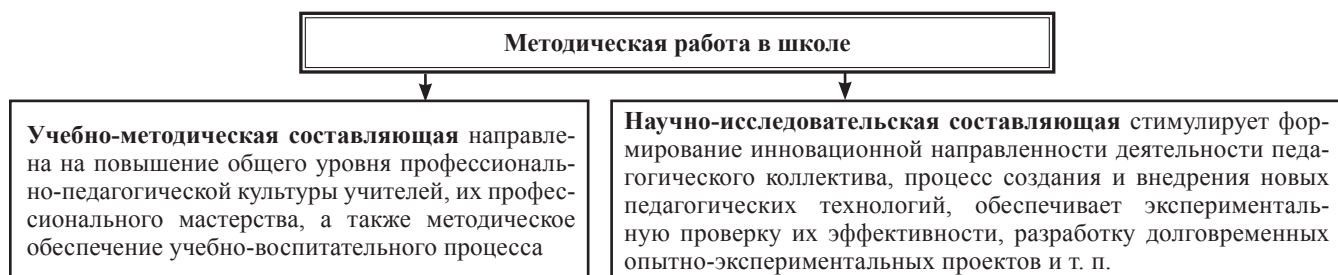 Методическая работа в школе
Учебно-методическая составляющая направле-
на на повышение общего уровня профессиональ-
но-педагогической культуры учителей, их профес-
сионального мастерства, а также методическое
обеспечение учебно-воспитательного процесса
Научно-исследовательская составляющая стимулирует фор-
мирование инновационной направленности деятельности педа-
гогического коллектива, процесс создания и внедрения новых
педагогических технологий, обеспечивает эксперименталь-
ную проверку их эффективности, разработку долговременных
опытно-экспериментальных проектов и т. п.